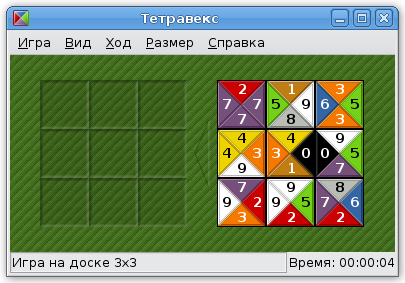 Тетравекс
Игра Вид Ход Размер Справка
2 1 3
7 7 5 9 6 5
7 8 3
4 4 9
4 3 3 0 0 5
9 1 7
7 9 8
9 2 9 5 7 6
3 2 2
Игра на доске 3x3 Время: 00:00:04